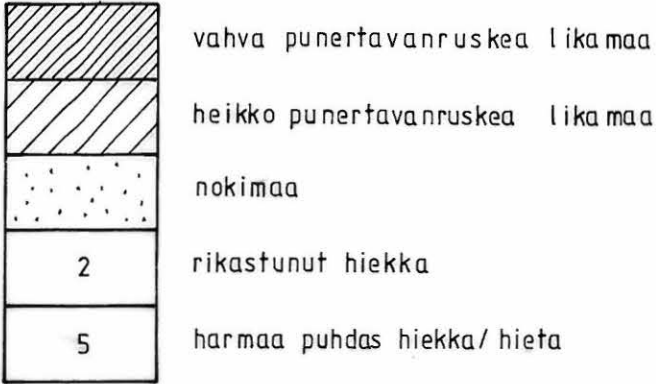 vahva punertavanruskea likamaa
heikko punertavanruskea likamaa
nokimaa
2 rikastunut hiekka
5 harmaa puhdas hiekka/hieta